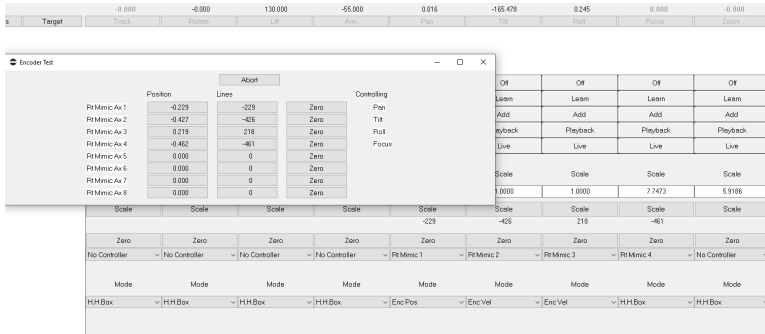 -0.000 -0.000 130.000 -55.000 0.016 -165.478 0.245 0.000 -0.000
s Target Track Rotate Lift Arm Pan Tilt Roll Focus Zoom
Encoder Test
Abort
Position Lines Controlling
Rt Mimic Ax 1 -0.229 -229 Zero Pan
Rt Mimic Ax 2 -0.427 -426 Zero Tilt
Rt Mimic Ax 3 0.219 218 Zero Roll
Rt Mimic Ax 4 -0.462 -461 Zero Focus
Rt Mimic Ax 5 0.000 0 Zero
Rt Mimic Ax 6 0.000 0 Zero
Rt Mimic Ax 7 0.000 0 Zero
Rt Mimic Ax 8 0.000 0 Zero
Off Off Off Off
Learn Learn Learn Learn
Add Add Add Add
Playback Playback Playback Playback
Live Live Live Live
Scale Scale Scale Scale
1.0000 1.0000 7.7473 5.9186
Scale Scale Scale Scale Scale Scale Scale Scale Scale
-229 -426 218 -461
Zero Zero Zero Zero Zero Zero Zero Zero Zero
No Controller No Controller No Controller No Controller Rt Mimic 1 Rt Mimic 2 Rt Mimic 3 Rt Mimic 4 No Controller
Mode Mode Mode Mode Mode Mode Mode Mode Mode
H.H.Box H.H.Box H.H.Box H.H.Box Enc Pos Enc Vel Enc Vel H.H.Box H.H.Box